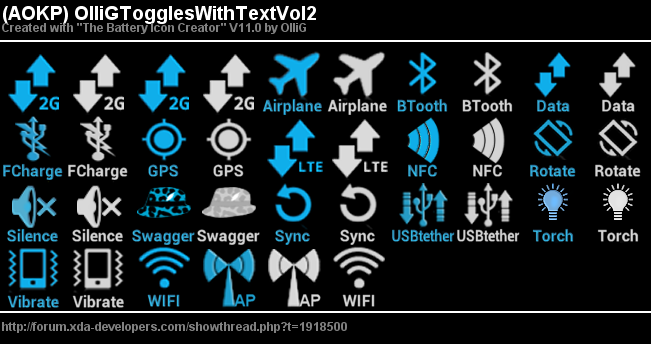 (AOKP) OlliGTogglesWithTextVol2
Created with "The Battery Icon Creator" V11.0 by OlliG
2G 2G 2G 2G Airplane Airplane BTooth BTooth Data Data
FCharge FCharge GPS GPS LTE LTE NFC NFC Rotate Rotate
Silence Silence Swagger Swagger Sync Sync USBtether USBtether Torch Torch
Vibrate Vibrate WIFI AP AP WIFI
http://forum.xda-developers.com/showthread.php?t=1918500